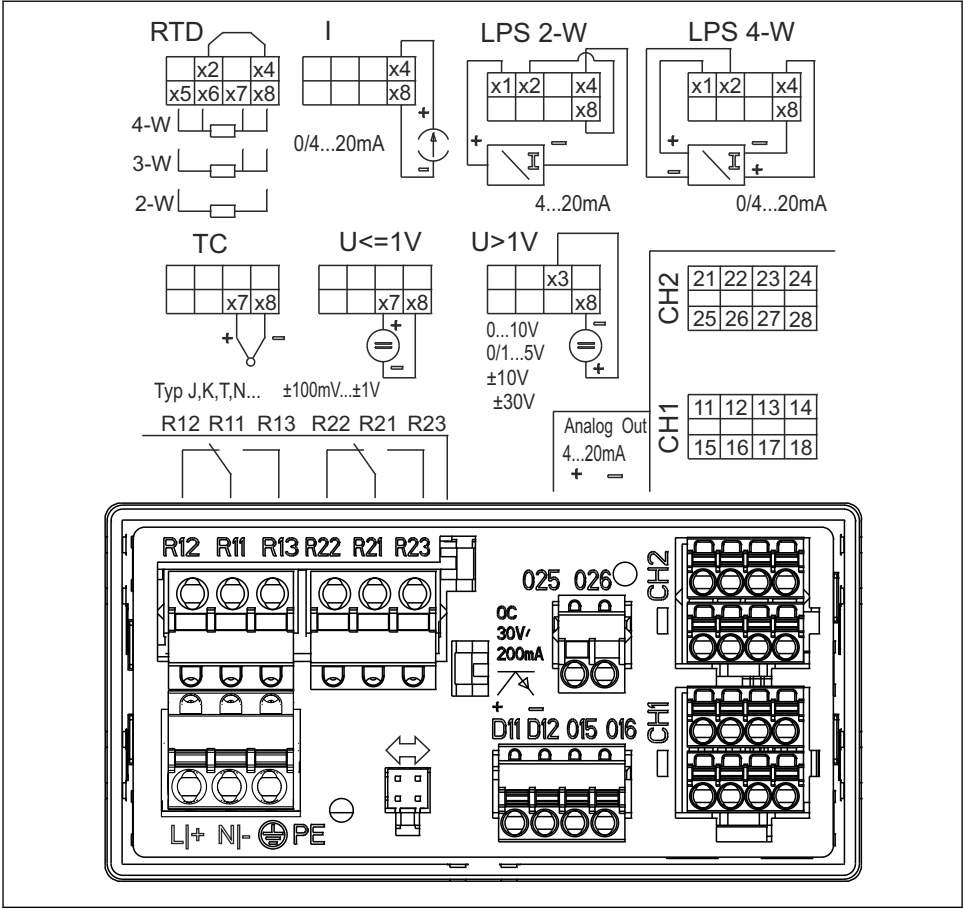 RTD I LPS 2-W LPS 4-W
x2 x4 x4 x1 x2 x4 x1 x2 x4
x5 x6 x7 x8 x8 x8 x8
4-W + + − + −
0/4...20mA
3-W I − + I
−
2-W 4...20mA 0/4...20mA
TC U<=1V U>1V
x3
x7 x8 x7 x8 x8
+ − + −
0...10V
0/1...5V
− +
±10V
Typ J,K,T,N... ±100mV...±1V
±30V
CH2 21 22 23 24
25 26 27 28
CH1 11 12 13 14
15 16 17 18
R12 R11 R13 R22 R21 R23
Analog Out
4...20mA
+ −
R12 R11 R13 R22 R21 R23
O25 O26
CH2
OC
30V
200mA
+ −
D11 D12 O15 O16
CH1
L|+ N|- PE